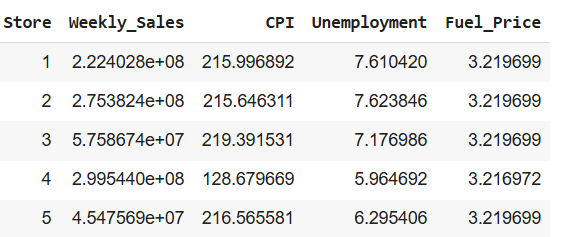 Store Weekly_Sales CPI Unemployment Fuel_Price
1 2.224028e+08 215.996892 7.610420 3.219699
2 2.753824e+08 215.646311 7.623846 3.219699
3 5.758674e+07 219.391531 7.176986 3.219699
4 2.995440e+08 128.679669 5.964692 3.216972
5 4.547569e+07 216.565581 6.295406 3.219699